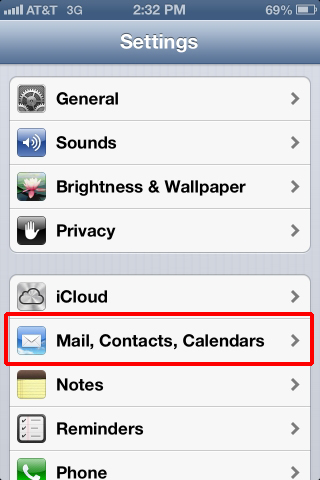 AT&T 3G 2:32 PM 69%
Settings
General
Sounds
Brightness & Wallpaper
Privacy
iCloud
Mail, Contacts, Calendars
Notes
Reminders
Phone